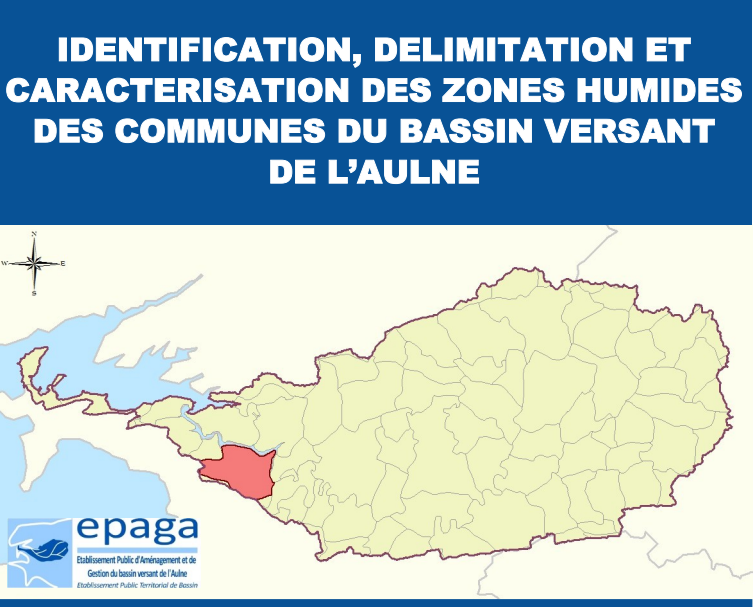 IDENTIFICATION, DELIMITATION ET
CARACTERISATION DES ZONES HUMIDES
DES COMMUNES DU BASSIN VERSANT
DE L’AULNE
N
W E
S
epaga
Etablissement Public d'Aménagement et de
Gestion du bassin versant de l'Aulne
Etablissement Public Territorial de Bassin